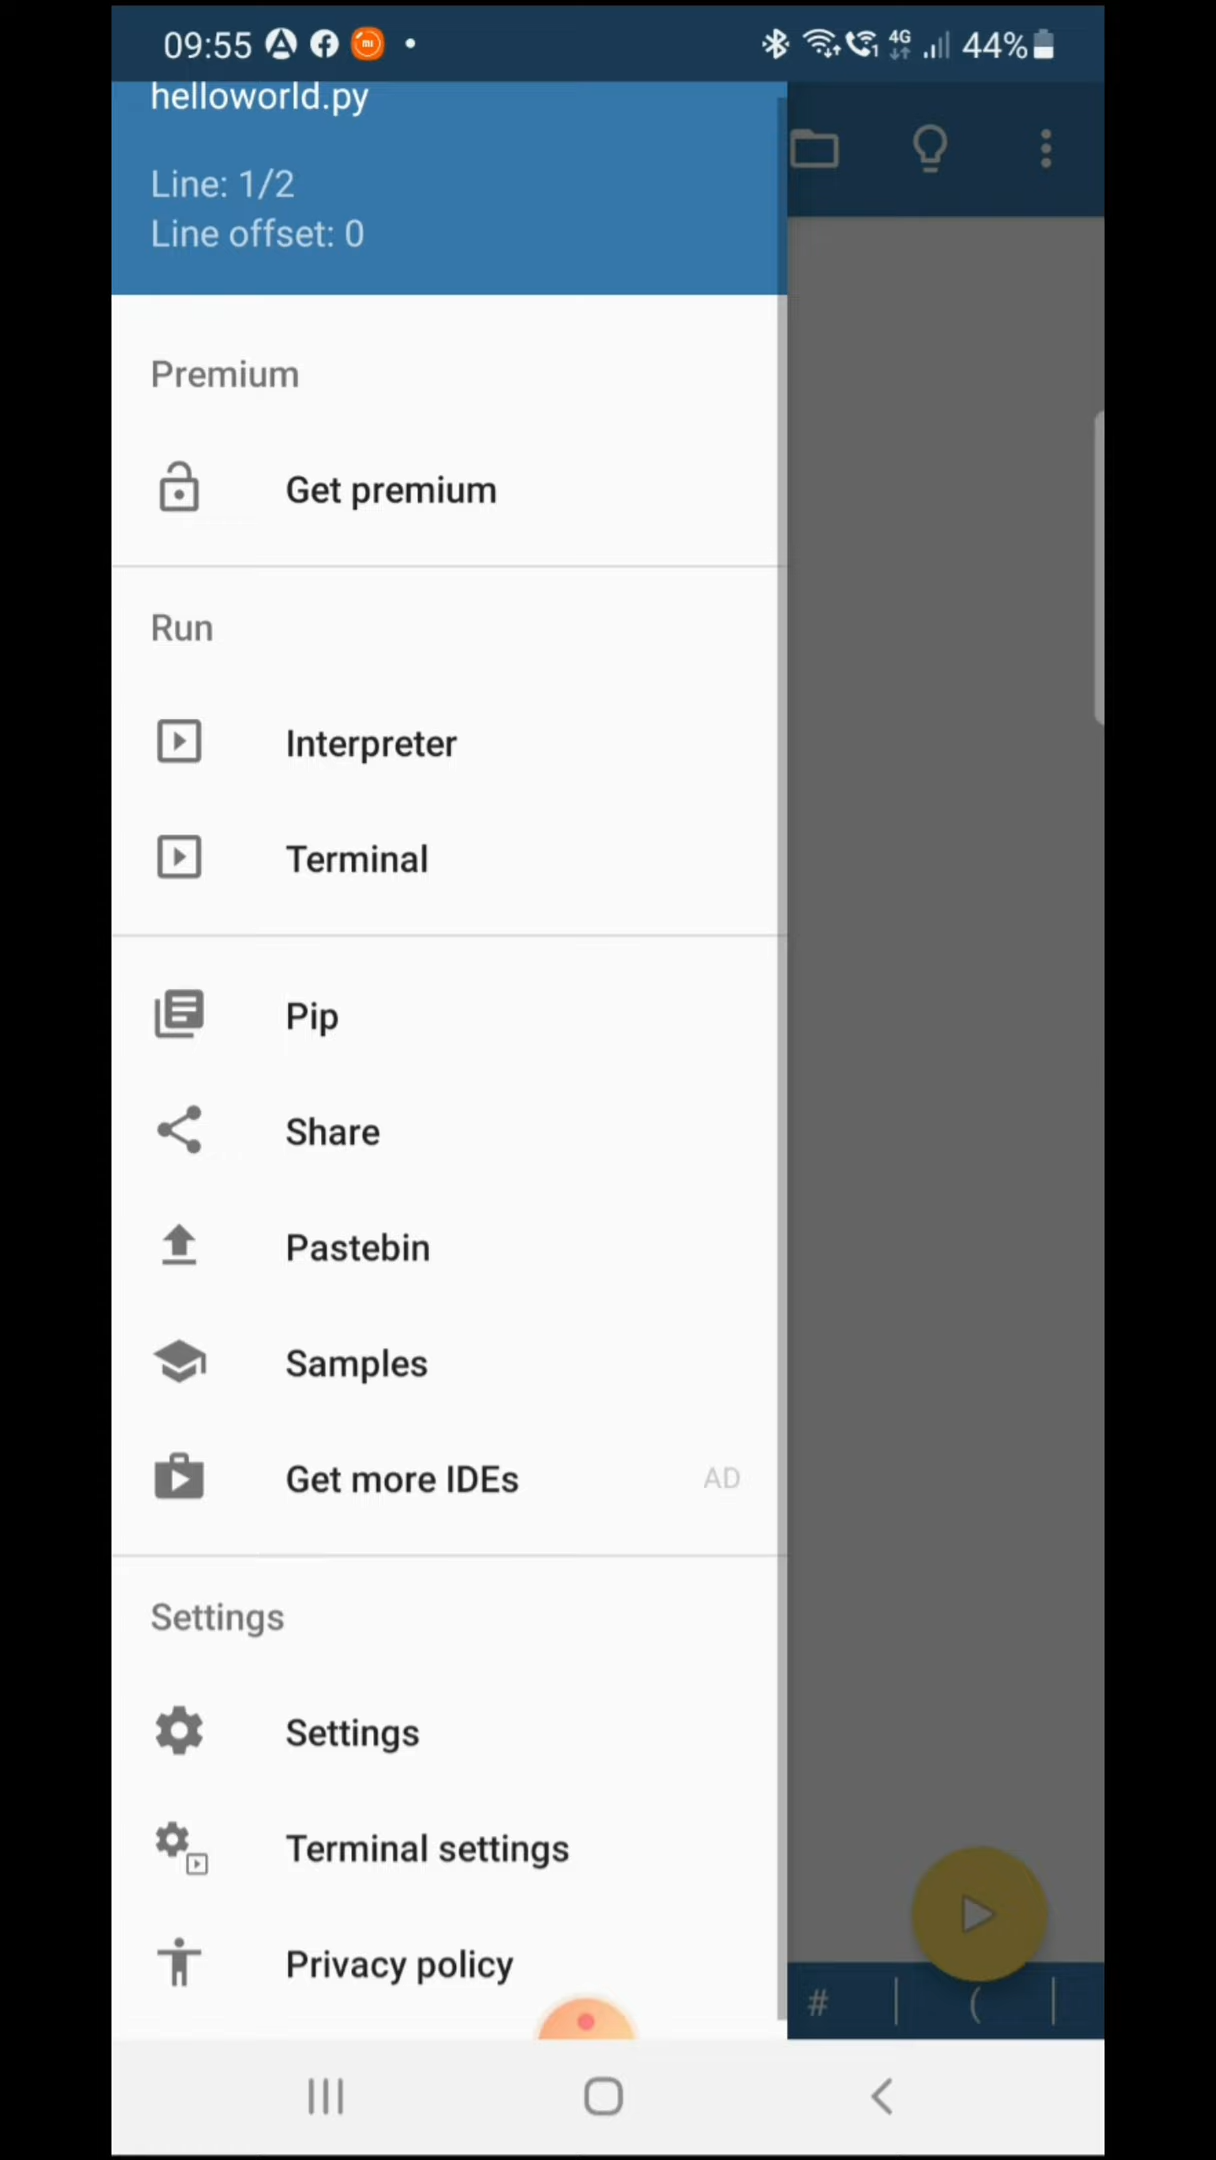 09:55 4G 44%
helloworld.py
Line: 1/2
Line offset: 0
Premium
Get premium
Run
Interpreter
Terminal
Pip
Share
Pastebin
Samples
Get more IDEs AD
Settings
Settings
Terminal settings
Privacy policy
# (